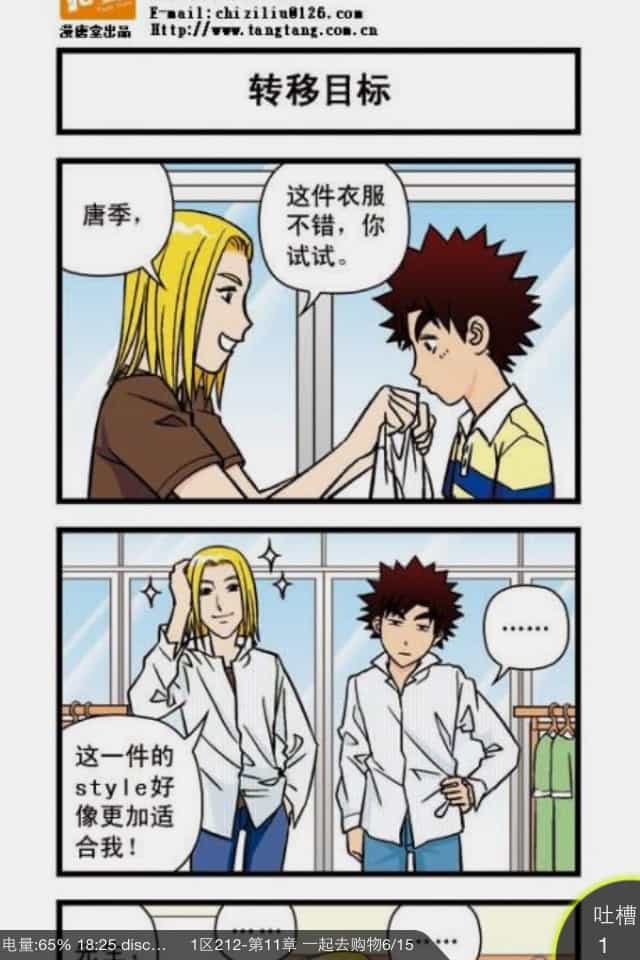 E-mail:chiziliu@126.com
漫唐堂出品
Http://www.tangtang.com.cn
转移目标
唐季，
这件衣服
不错，你
试试。
……
这一件的
style好
像更加适
合我！
……
吐槽
1
电量:65% 18:25 disc... 1区212-第11章 一起去购物6/15